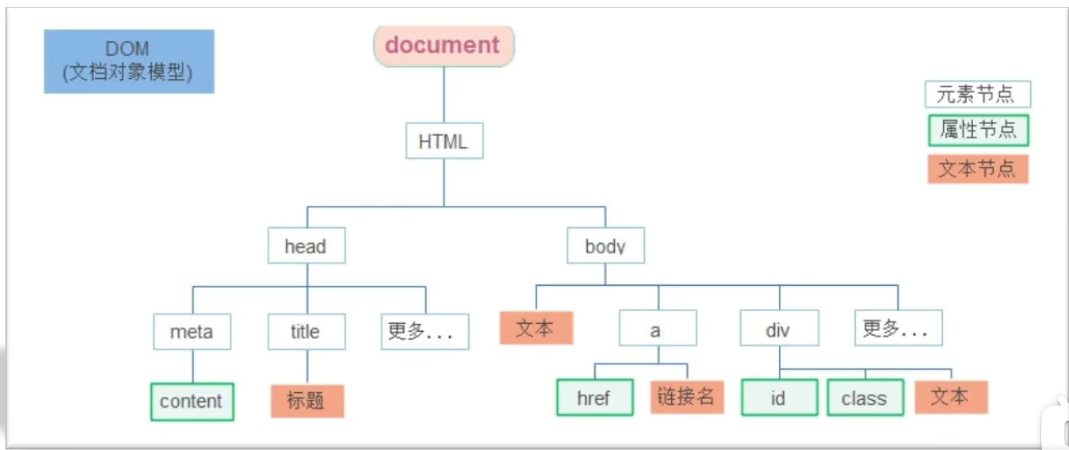 DOM
(文档对象模型)
document
元素节点
属性节点
文本节点
HTML
head
body
meta
title
更多...
文本
a
div
更多...
content
标题
href
链接名
id
class
文本